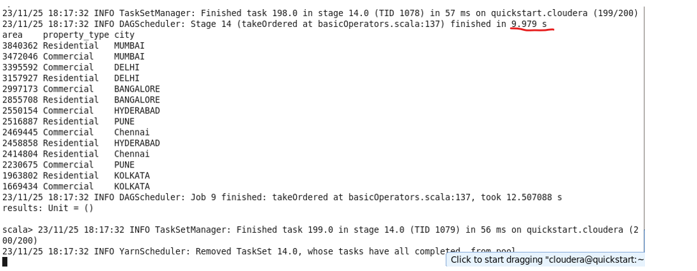 23/11/25 18:17:32 INFO TaskSetManager: Finished task 198.0 in stage 14.0 (TID 1078) in 57 ms on quickstart.cloudera (199/200)
23/11/25 18:17:32 INFO DAGScheduler: Stage 14 (takeOrdered at basicOperators.scala:137) finished in 9.979 s
area property_type city
3840362 Residential MUMBAI
3472046 Commercial MUMBAI
3395592 Commercial DELHI
3157927 Residential DELHI
2997173 Commercial BANGALORE
2855708 Residential BANGALORE
2550154 Commercial HYDERABAD
2516887 Residential PUNE
2469445 Commercial Chennai
2458858 Residential HYDERABAD
2414804 Residential Chennai
2230675 Commercial PUNE
1963802 Residential KOLKATA
1669434 Commercial KOLKATA
23/11/25 18:17:32 INFO DAGScheduler: Job 9 finished: takeOrdered at basicOperators.scala:137, took 12.507088 s
results: Unit = ()
scala> 23/11/25 18:17:32 INFO TaskSetManager: Finished task 199.0 in stage 14.0 (TID 1079) in 56 ms on quickstart.cloudera (2
00/200)
23/11/25 18:17:32 INFO YarnScheduler: Removed TaskSet 14.0, whose tasks have all completed, from pool
Click to start dragging "cloudera@quickstart:~